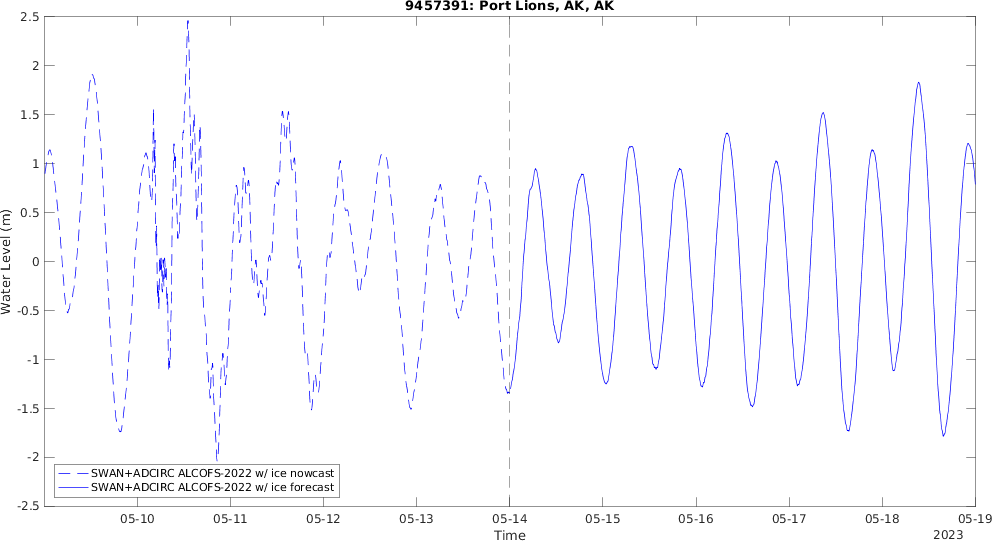 9457391: Port Lions, AK, AK
Water Level (m)
2.5
2
1.5
1
0.5
0
-0.5
-1
-1.5
-2
-2.5
SWAN+ADCIRC ALCOFS-2022 w/ ice nowcast
SWAN+ADCIRC ALCOFS-2022 w/ ice forecast
05-10 05-11 05-12 05-13 05-14 05-15 05-16 05-17 05-18 05-19
Time
2023